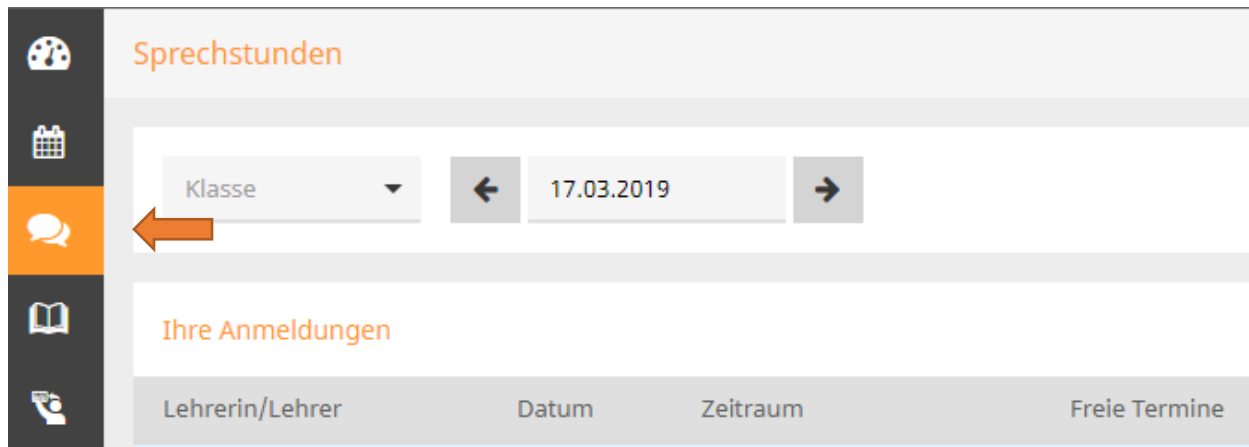 Sprechstunden
Klasse 17.03.2019
Ihre Anmeldungen
Lehrerin/Lehrer Datum Zeitraum Freie Termine